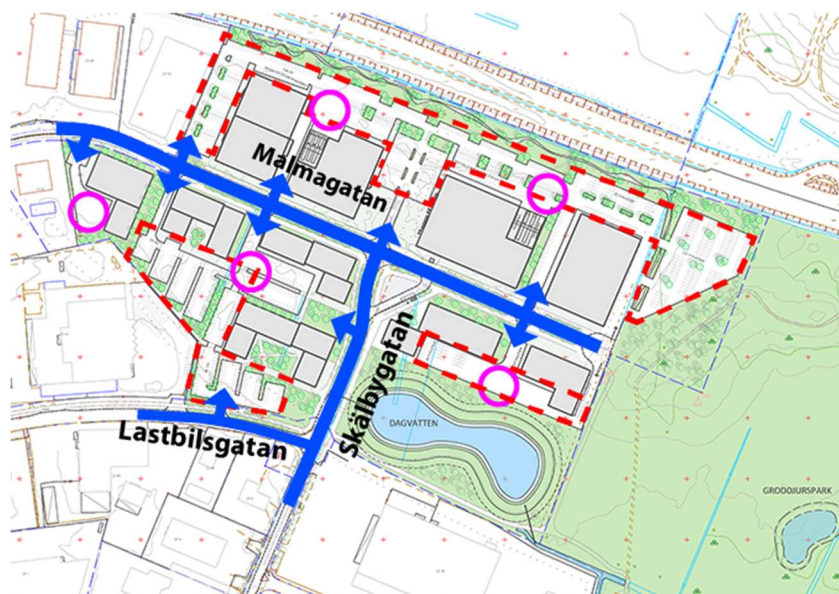 Malmagatan
Skälbygatan
DAGVATTEN
Lastbilsgatan
GRODDJURSPARK